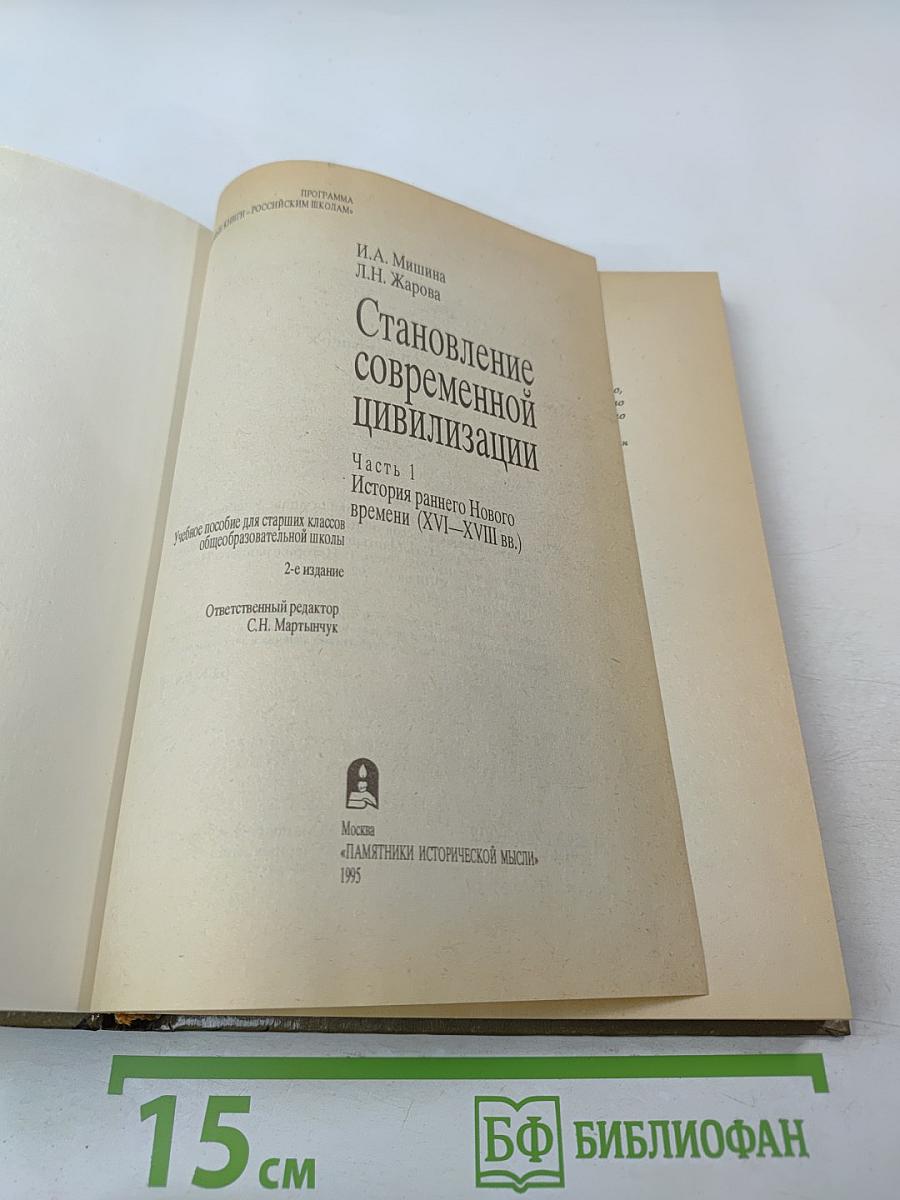 ПРОГРАММА
КНИГИ – РОССИЙСКИМ ШКОЛАМ»
И.А. Мишина
Л.Н. Жарова
Становление
современной
цивилизации
Часть 1
История раннего Нового
времени (XVI—XVIII вв.)
Учебное пособие для старших классов
общеобразовательной школы
2-е издание
Ответственный редактор
С.Н. Мартынчук
Москва
«ПАМЯТНИКИ ИСТОРИЧЕСКОЙ МЫСЛИ»
1995
15 см
БФ БИБЛИОФАН